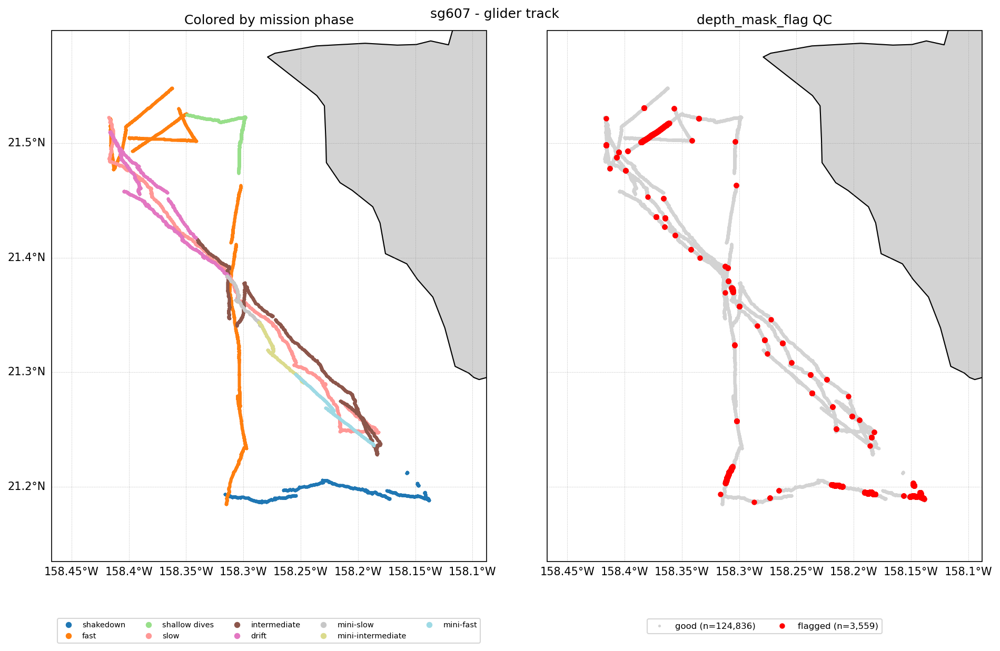 sg607 - glider track
Colored by mission phase
depth_mask_flag QC
21.5°N
21.4°N
21.3°N
21.2°N
158.45°W 158.4°W 158.35°W 158.3°W 158.25°W 158.2°W 158.15°W 158.1°W
158.45°W 158.4°W 158.35°W 158.3°W 158.25°W 158.2°W 158.15°W 158.1°W
shakedown shallow dives intermediate mini-slow mini-fast
fast slow drift mini-intermediate
good (n=124,836) flagged (n=3,559)